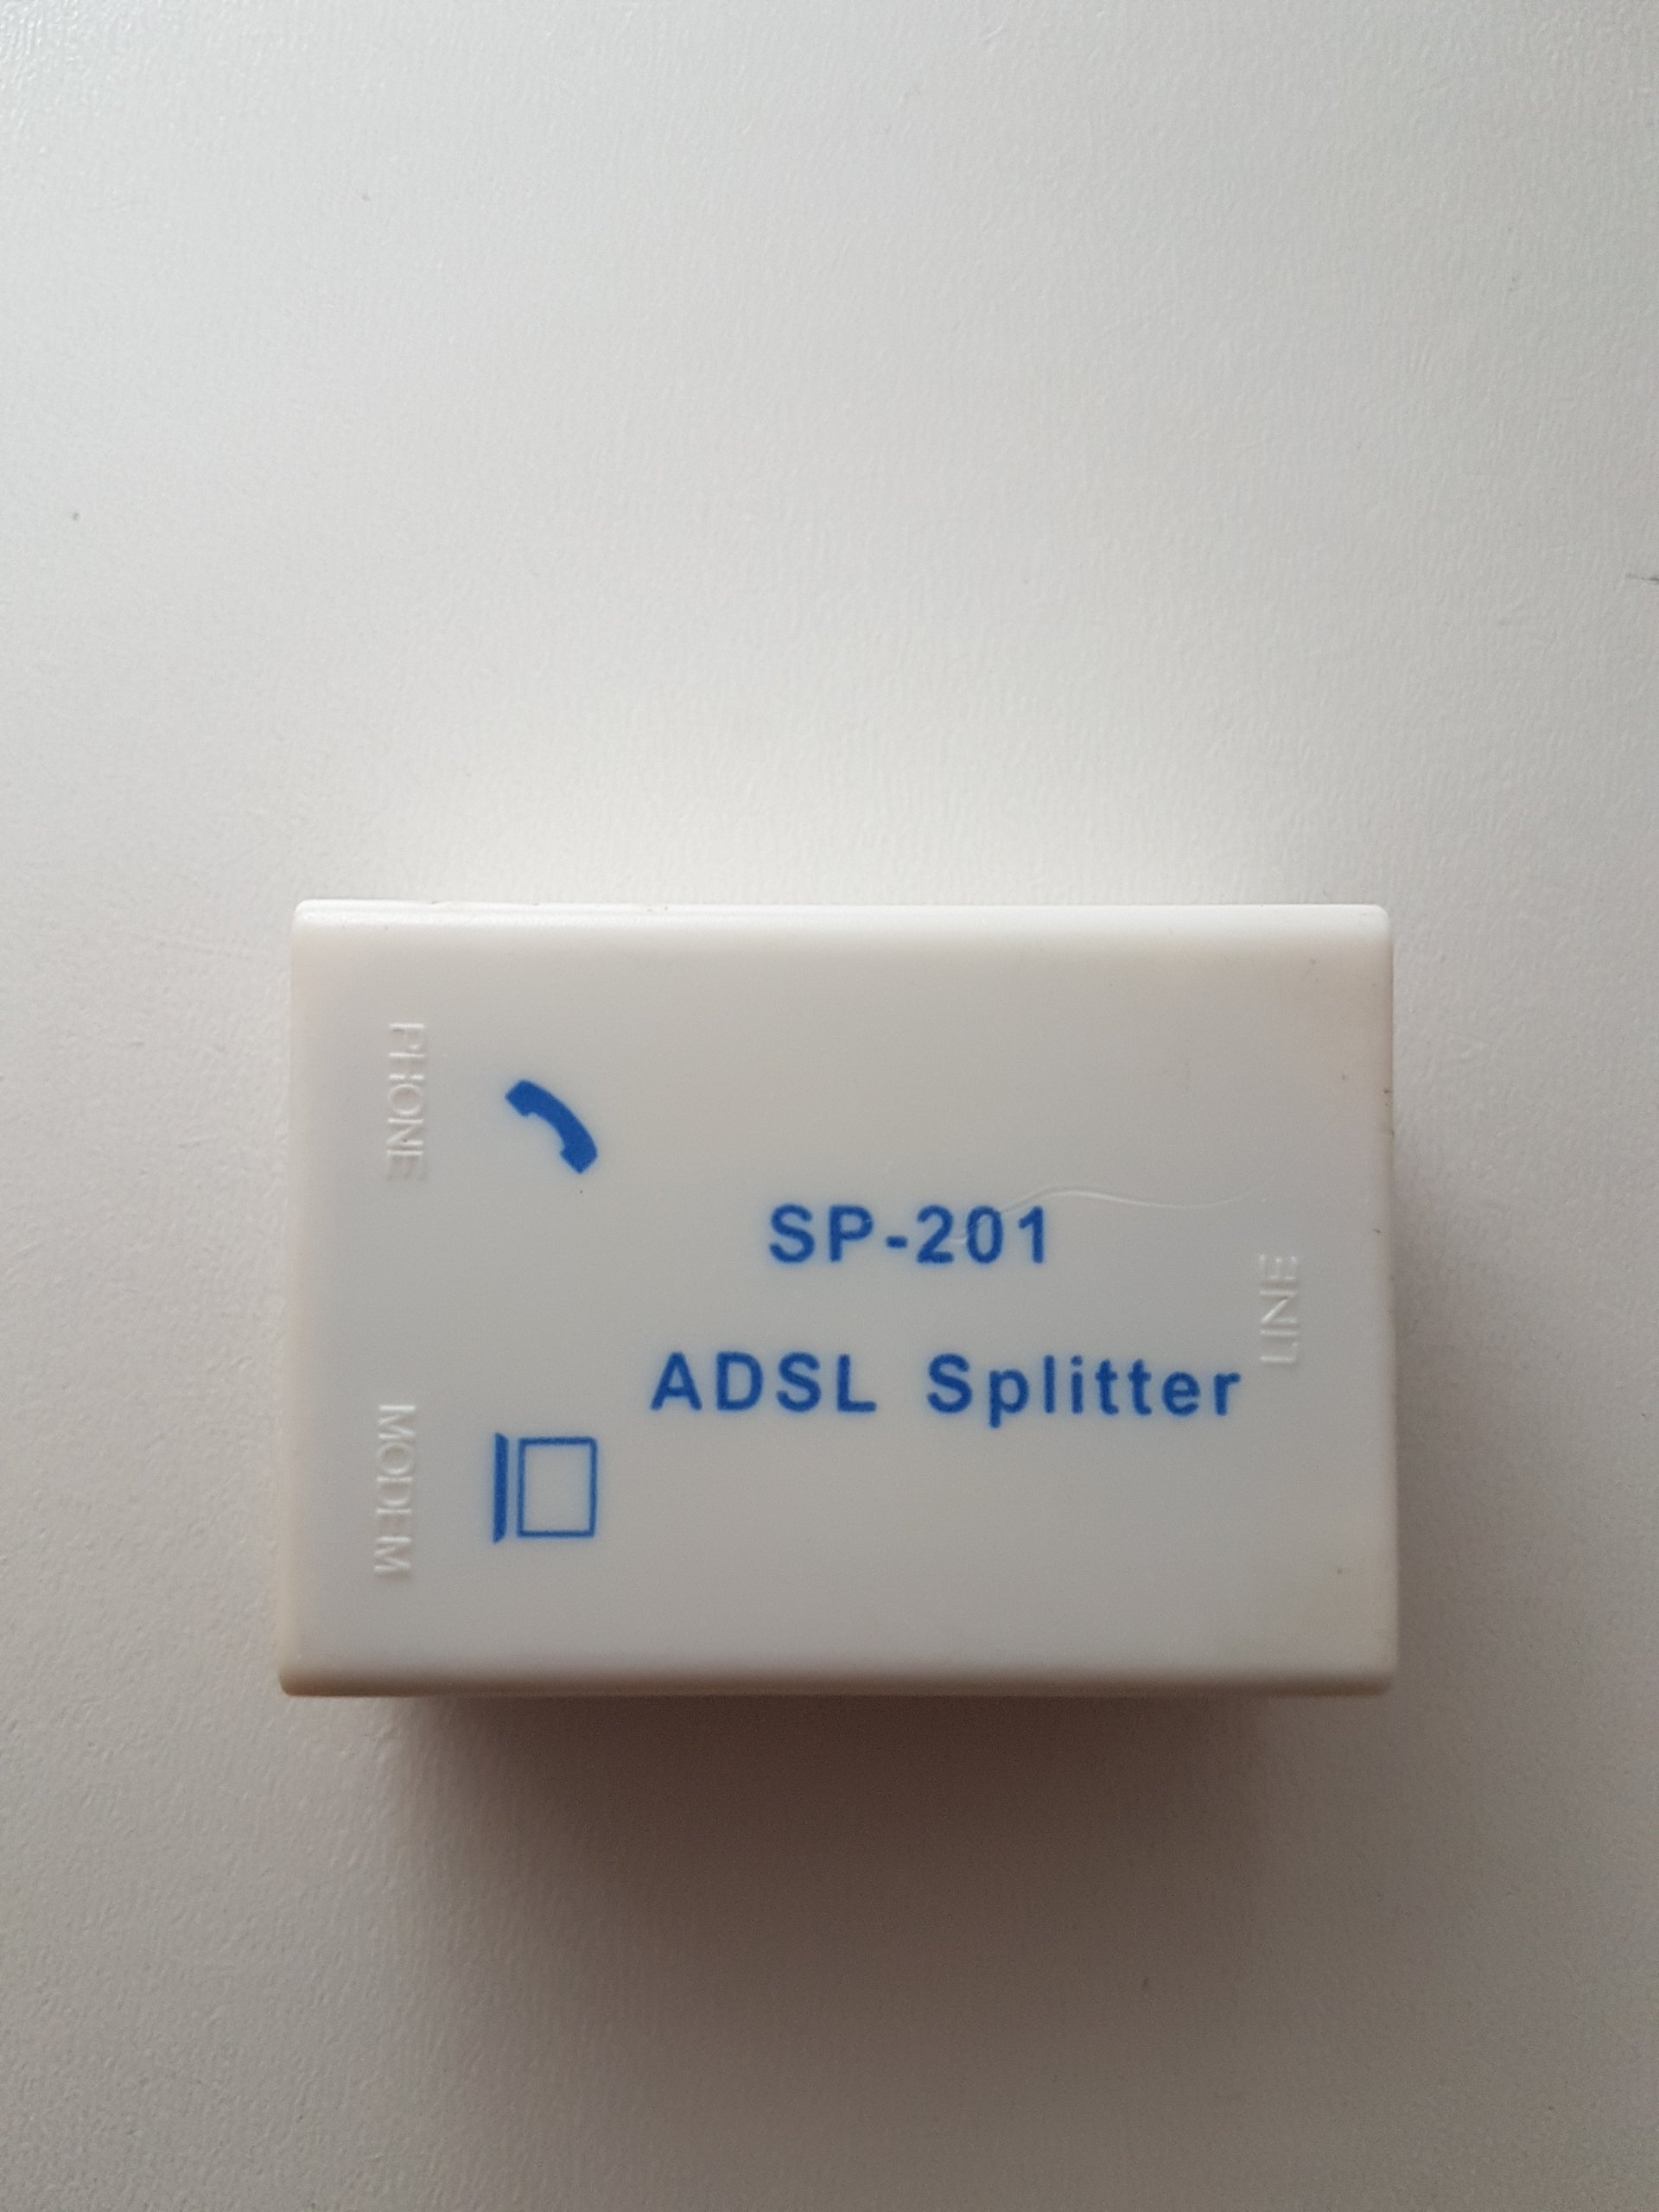 PHONE
SP-201
LINE
ADSL Splitter
MODEM